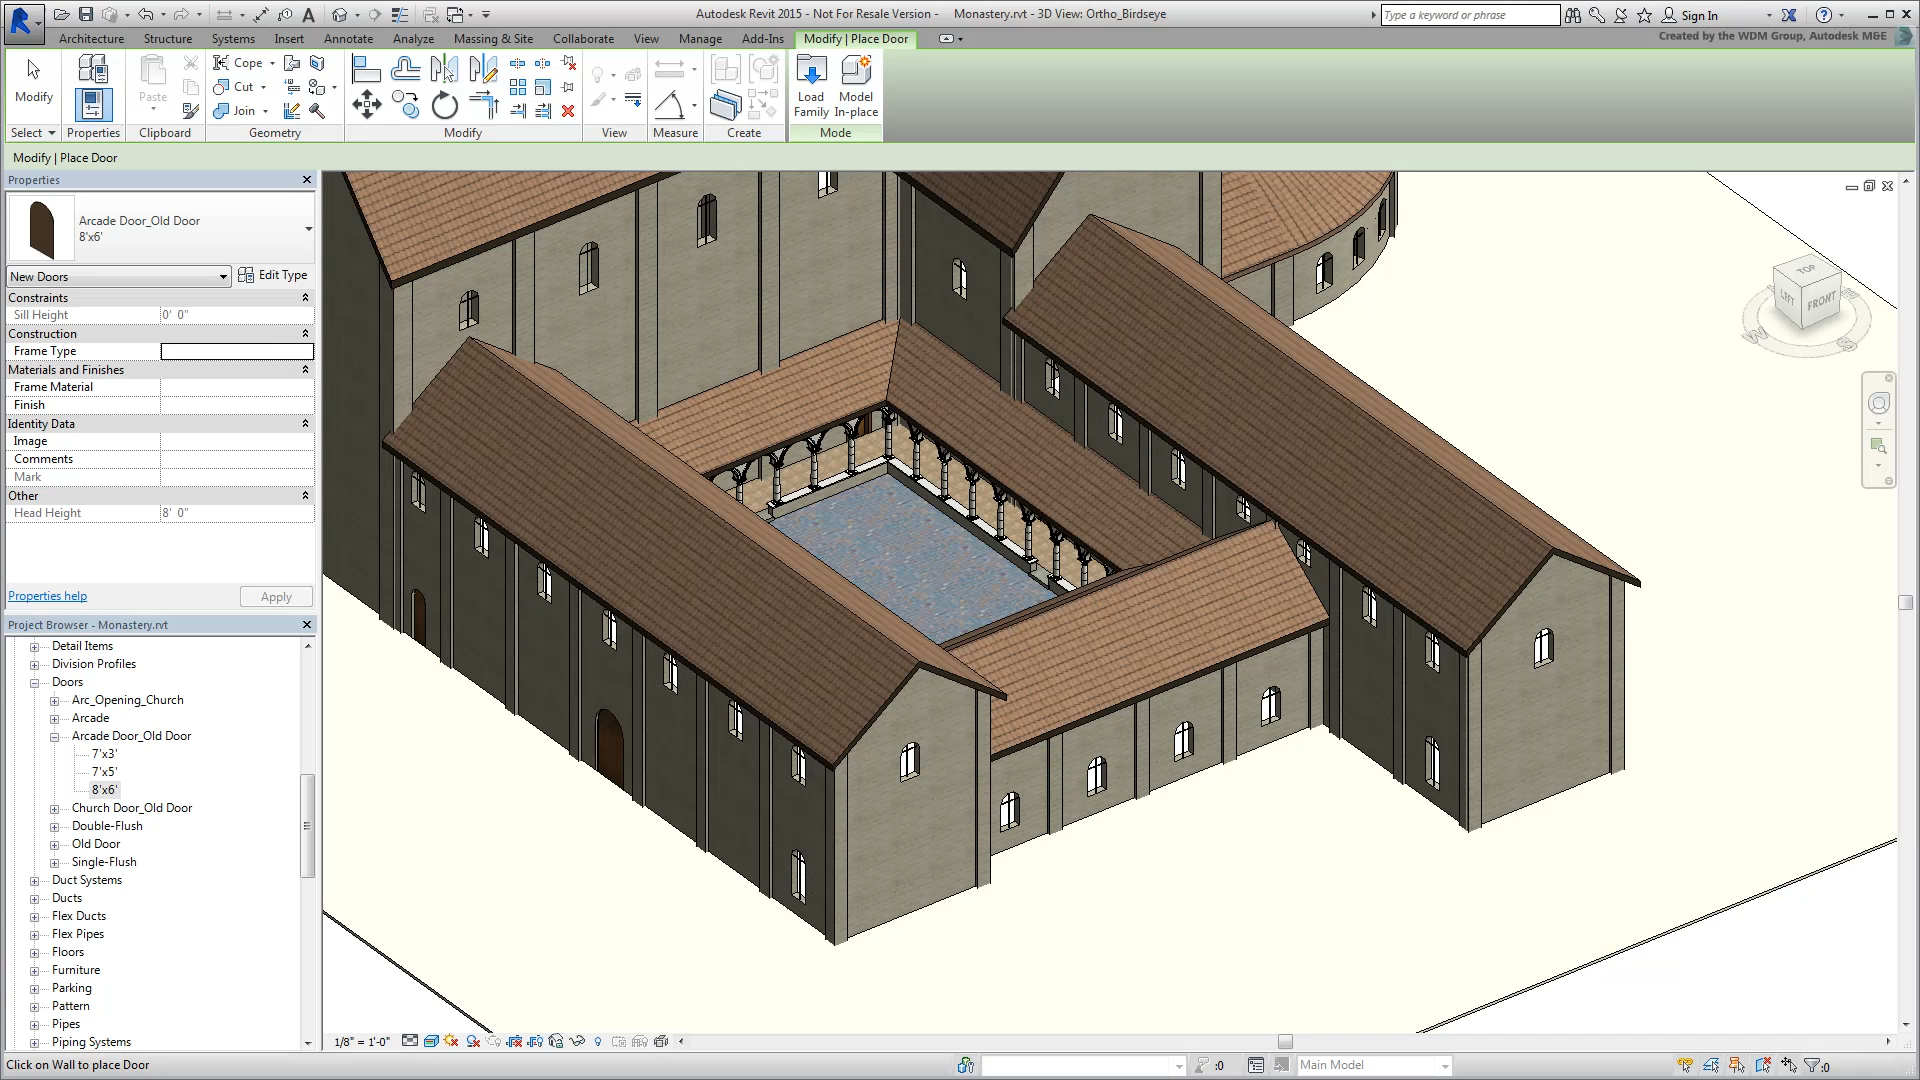 Autodesk Revit 2015 - Not For Resale Version - Monastery.rvt - 3D View: Ortho_Birdseye
Type a keyword or phrase
Sign In
Architecture Structure Systems Insert Annotate Analyze Massing & Site Collaborate View Manage Add-Ins Modify | Place Door
Created by the WDM Group, Autodesk M&E
Modify
Paste
Cope
Cut
Join
Load Family
Model In-place
Select Properties Clipboard Geometry Modify View Measure Create Mode
Modify | Place Door
Properties
Arcade Door_Old Door
8'x6'
New Doors
Edit Type
Constraints
Sill Height 0' 0"
Construction
Frame Type
Materials and Finishes
Frame Material
Finish
Identity Data
Image
Comments
Mark
Other
Head Height 8' 0"
Properties help
Apply
Project Browser - Monastery.rvt
Detail Items
Division Profiles
Doors
Arc_Opening_Church
Arcade
Arcade Door_Old Door
7'x3'
7'x5'
8'x6'
Church Door_Old Door
Double-Flush
Old Door
Single-Flush
Duct Systems
Ducts
Flex Ducts
Flex Pipes
Floors
Furniture
Parking
Pattern
Pipes
Piping Systems
TOP
LEFT
FRONT
W
S
1/8" = 1'-0"
Click on Wall to place Door
:0
Main Model
:0